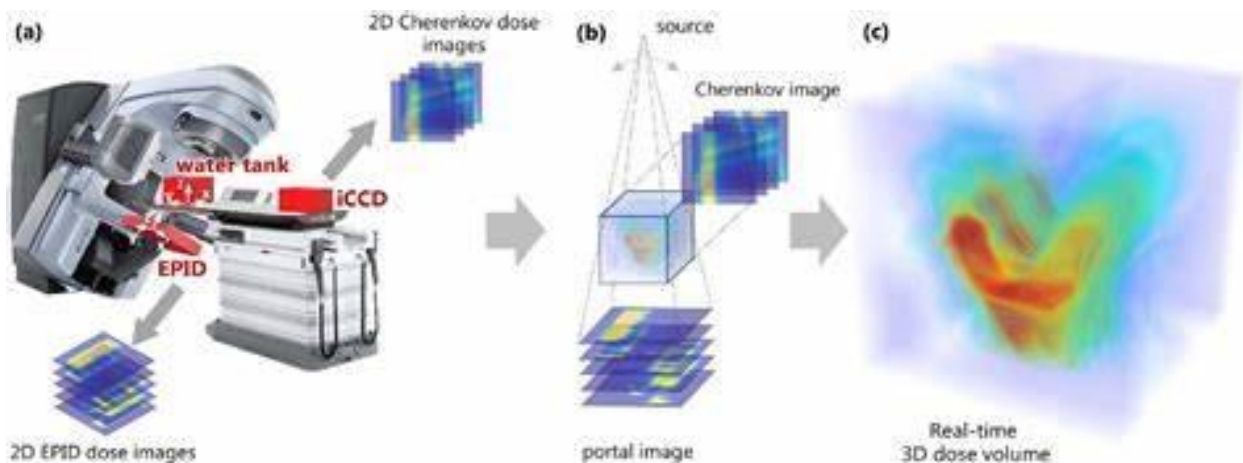 (a)
2D Cherenkov dose
images
water tank
iCCD
EPID
2D EPID dose images
(b)
source
Cherenkov image
portal image
(c)
Real-time
3D dose volume